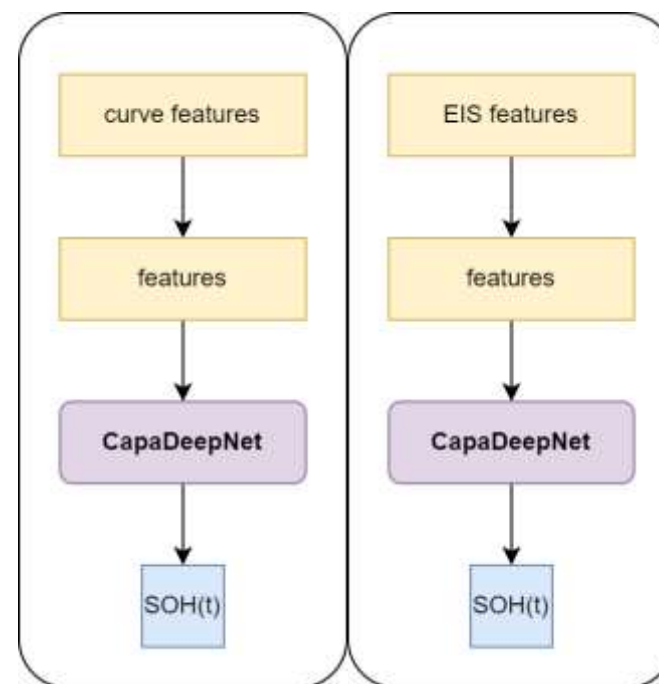 curve features
features
CapaDeepNet
SOH(t)
EIS features
features
CapaDeepNet
SOH(t)